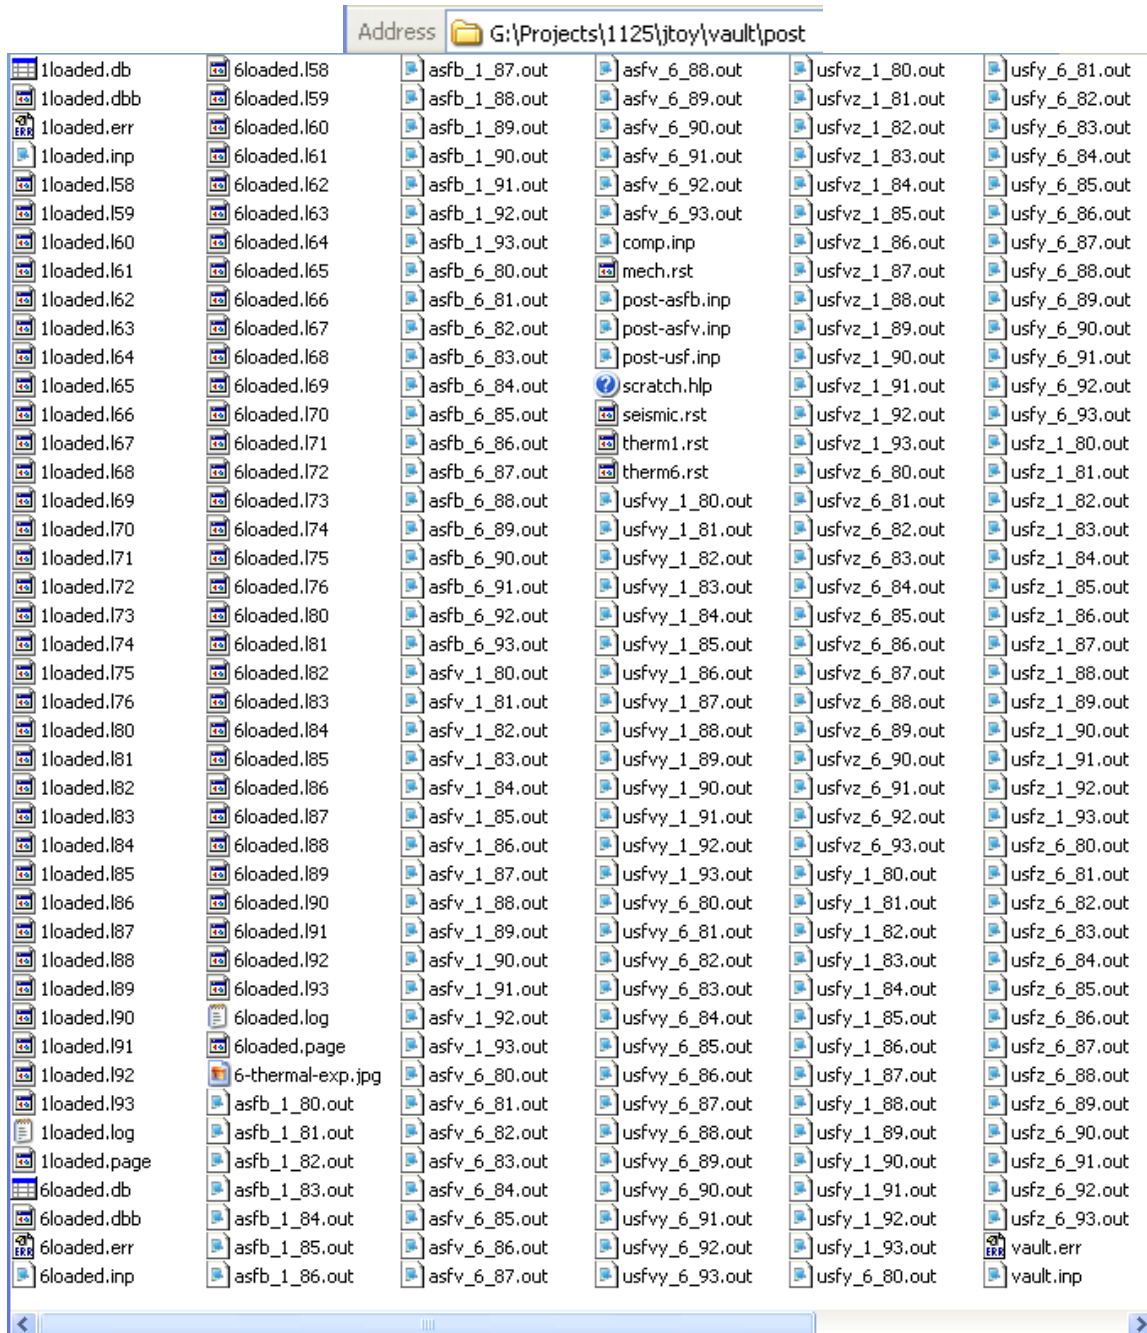 Address G:\Projects\1125\jtoy\vault\post
1loaded.db
1loaded.dbb
1loaded.err
1loaded.inp
1loaded.l58
1loaded.l59
1loaded.l60
1loaded.l61
1loaded.l62
1loaded.l63
1loaded.l64
1loaded.l65
1loaded.l66
1loaded.l67
1loaded.l68
1loaded.l69
1loaded.l70
1loaded.l71
1loaded.l72
1loaded.l73
1loaded.l74
1loaded.l75
1loaded.l76
1loaded.l80
1loaded.l81
1loaded.l82
1loaded.l83
1loaded.l84
1loaded.l85
1loaded.l86
1loaded.l87
1loaded.l88
1loaded.l89
1loaded.l90
1loaded.l91
1loaded.l92
1loaded.l93
1loaded.log
1loaded.page
6loaded.db
6loaded.dbb
6loaded.err
6loaded.inp
6loaded.l58
6loaded.l59
6loaded.l60
6loaded.l61
6loaded.l62
6loaded.l63
6loaded.l64
6loaded.l65
6loaded.l66
6loaded.l67
6loaded.l68
6loaded.l69
6loaded.l70
6loaded.l71
6loaded.l72
6loaded.l73
6loaded.l74
6loaded.l75
6loaded.l76
6loaded.l80
6loaded.l81
6loaded.l82
6loaded.l83
6loaded.l84
6loaded.l85
6loaded.l86
6loaded.l87
6loaded.l88
6loaded.l89
6loaded.l90
6loaded.l91
6loaded.l92
6loaded.l93
6loaded.log
6loaded.page
6-thermal-exp.jpg
asfb_1_80.out
asfb_1_81.out
asfb_1_82.out
asfb_1_83.out
asfb_1_84.out
asfb_1_85.out
asfb_1_86.out
asfb_1_87.out
asfb_1_88.out
asfb_1_89.out
asfb_1_90.out
asfb_1_91.out
asfb_1_92.out
asfb_1_93.out
asfb_6_80.out
asfb_6_81.out
asfb_6_82.out
asfb_6_83.out
asfb_6_84.out
asfb_6_85.out
asfb_6_86.out
asfb_6_87.out
asfb_6_88.out
asfb_6_89.out
asfb_6_90.out
asfb_6_91.out
asfb_6_92.out
asfb_6_93.out
asfv_1_80.out
asfv_1_81.out
asfv_1_82.out
asfv_1_83.out
asfv_1_84.out
asfv_1_85.out
asfv_1_86.out
asfv_1_87.out
asfv_1_88.out
asfv_1_89.out
asfv_1_90.out
asfv_1_91.out
asfv_1_92.out
asfv_1_93.out
asfv_6_80.out
asfv_6_81.out
asfv_6_82.out
asfv_6_83.out
asfv_6_84.out
asfv_6_85.out
asfv_6_86.out
asfv_6_87.out
asfv_6_88.out
asfv_6_89.out
asfv_6_90.out
asfv_6_91.out
asfv_6_92.out
asfv_6_93.out
comp.inp
mech.rst
post-asfb.inp
post-asfv.inp
post-usf.inp
scratch.hlp
seismic.rst
therm1.rst
therm6.rst
usfvy_1_80.out
usfvy_1_81.out
usfvy_1_82.out
usfvy_1_83.out
usfvy_1_84.out
usfvy_1_85.out
usfvy_1_86.out
usfvy_1_87.out
usfvy_1_88.out
usfvy_1_89.out
usfvy_1_90.out
usfvy_1_91.out
usfvy_1_92.out
usfvy_1_93.out
usfvy_6_80.out
usfvy_6_81.out
usfvy_6_82.out
usfvy_6_83.out
usfvy_6_84.out
usfvy_6_85.out
usfvy_6_86.out
usfvy_6_87.out
usfvy_6_88.out
usfvy_6_89.out
usfvy_6_90.out
usfvy_6_91.out
usfvy_6_92.out
usfvy_6_93.out
usfvz_1_80.out
usfvz_1_81.out
usfvz_1_82.out
usfvz_1_83.out
usfvz_1_84.out
usfvz_1_85.out
usfvz_1_86.out
usfvz_1_87.out
usfvz_1_88.out
usfvz_1_89.out
usfvz_1_90.out
usfvz_1_91.out
usfvz_1_92.out
usfvz_1_93.out
usfvz_6_80.out
usfvz_6_81.out
usfvz_6_82.out
usfvz_6_83.out
usfvz_6_84.out
usfvz_6_85.out
usfvz_6_86.out
usfvz_6_87.out
usfvz_6_88.out
usfvz_6_89.out
usfvz_6_90.out
usfvz_6_91.out
usfvz_6_92.out
usfvz_6_93.out
usfy_1_80.out
usfy_1_81.out
usfy_1_82.out
usfy_1_83.out
usfy_1_84.out
usfy_1_85.out
usfy_1_86.out
usfy_1_87.out
usfy_1_88.out
usfy_1_89.out
usfy_1_90.out
usfy_1_91.out
usfy_1_92.out
usfy_1_93.out
usfy_6_80.out
usfy_6_81.out
usfy_6_82.out
usfy_6_83.out
usfy_6_84.out
usfy_6_85.out
usfy_6_86.out
usfy_6_87.out
usfy_6_88.out
usfy_6_89.out
usfy_6_90.out
usfy_6_91.out
usfy_6_92.out
usfy_6_93.out
usfz_1_80.out
usfz_1_81.out
usfz_1_82.out
usfz_1_83.out
usfz_1_84.out
usfz_1_85.out
usfz_1_86.out
usfz_1_87.out
usfz_1_88.out
usfz_1_89.out
usfz_1_90.out
usfz_1_91.out
usfz_1_92.out
usfz_1_93.out
usfz_6_80.out
usfz_6_81.out
usfz_6_82.out
usfz_6_83.out
usfz_6_84.out
usfz_6_85.out
usfz_6_86.out
usfz_6_87.out
usfz_6_88.out
usfz_6_89.out
usfz_6_90.out
usfz_6_91.out
usfz_6_92.out
usfz_6_93.out
vault.err
vault.inp